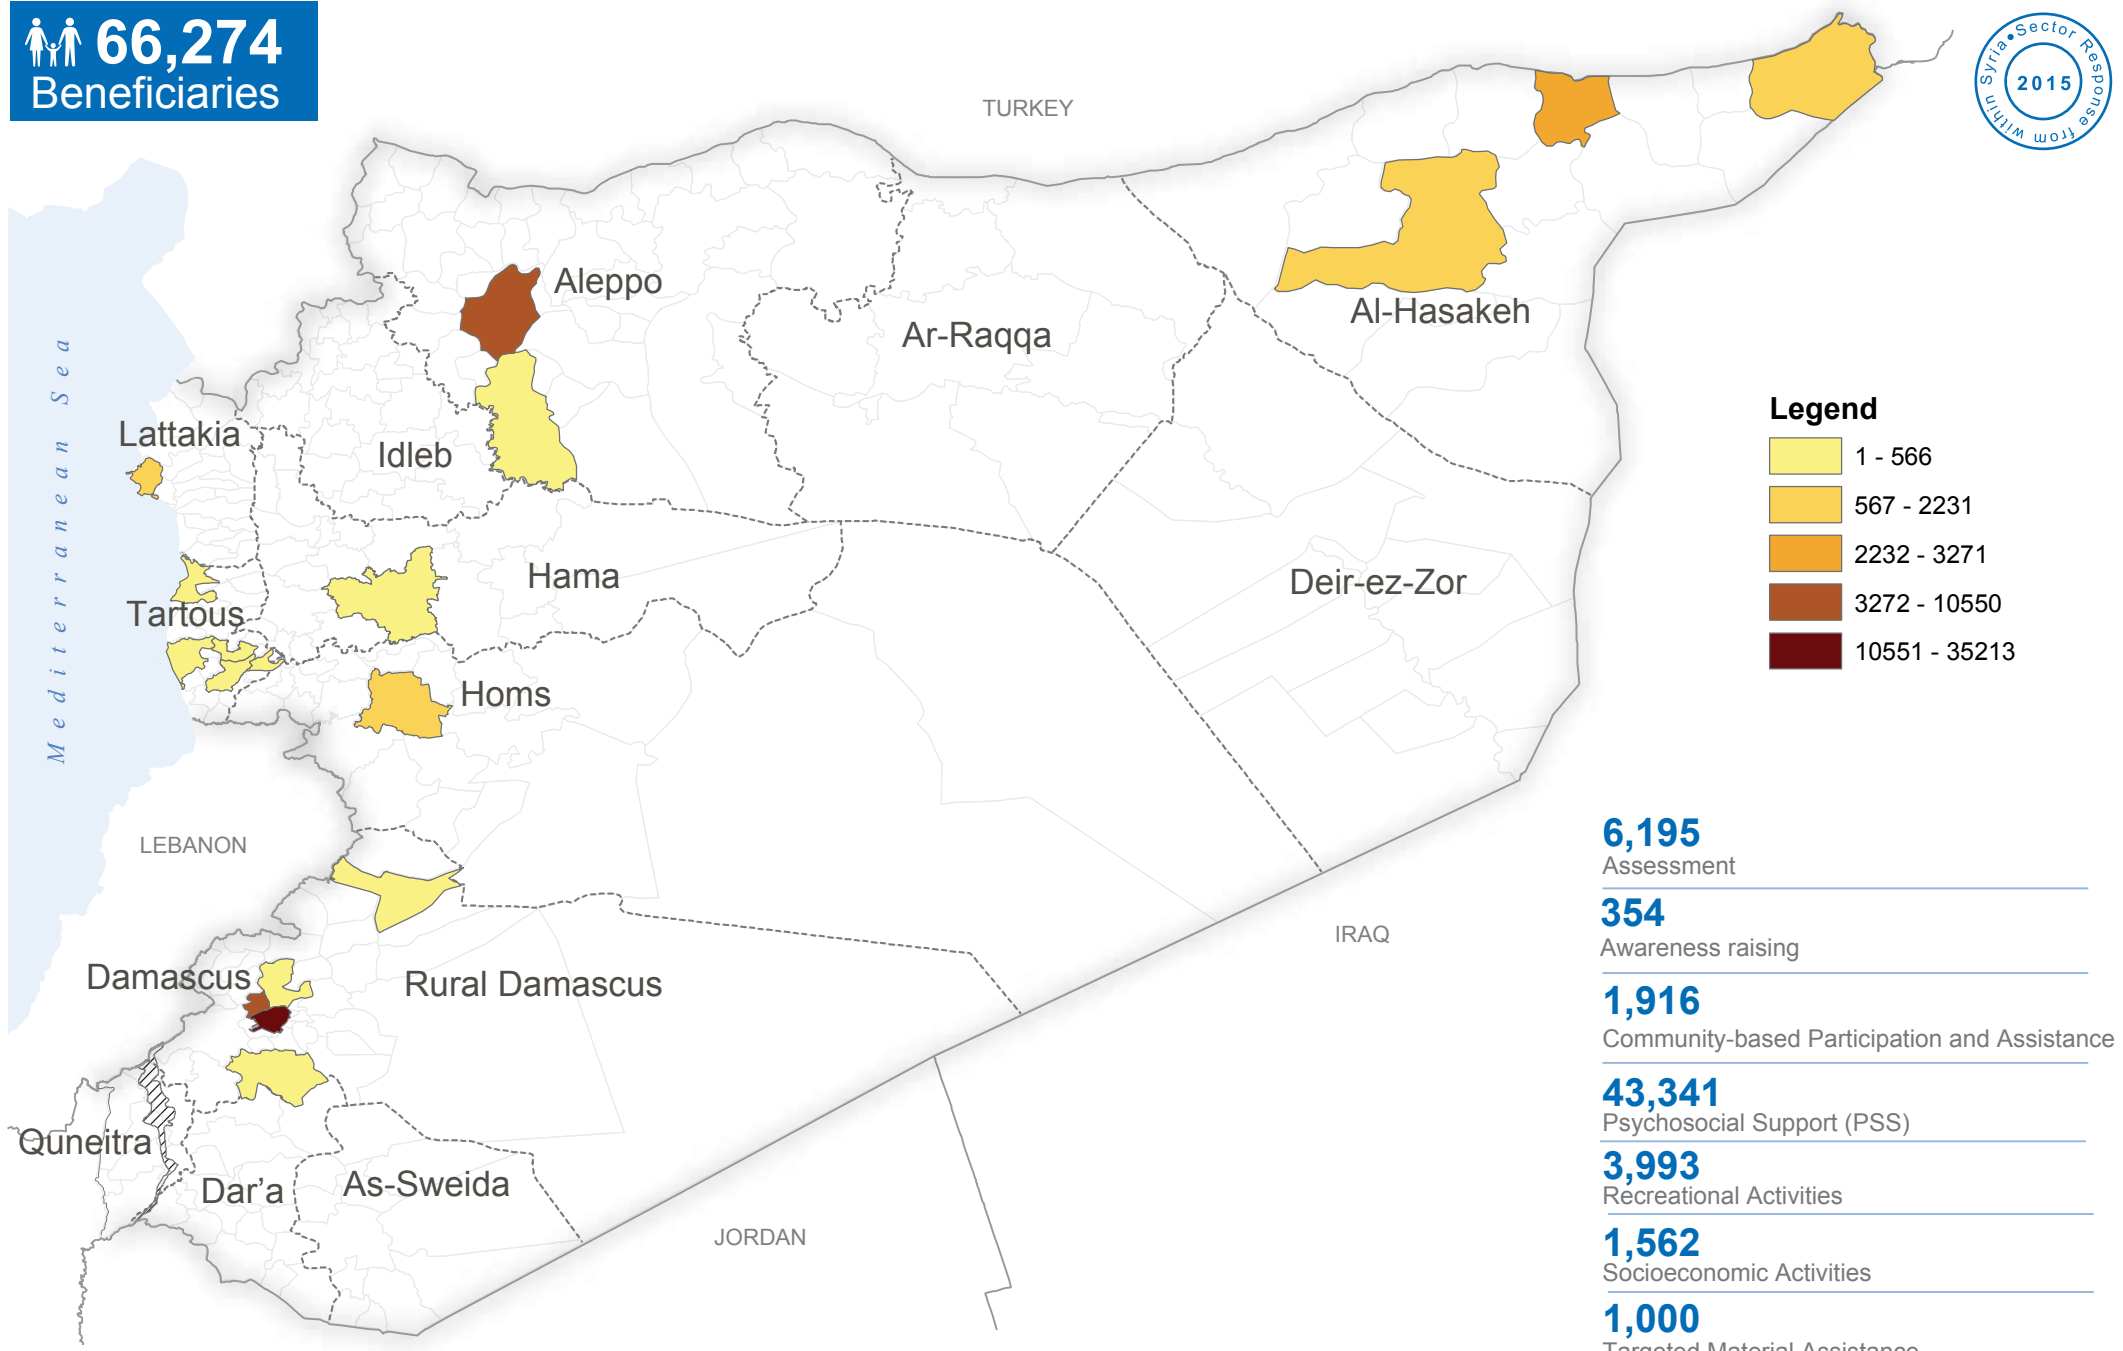 66,274
Beneficiaries
Syria • Sector Response from within
2015
TURKEY
Aleppo
Ar-Raqqa
Al-Hasakeh
Mediterranean Sea
Lattakia
Idleb
Legend
1 - 566
567 - 2231
2232 - 3271
3272 - 10550
10551 - 35213
Hama
Deir-ez-Zor
Tartous
Homs
LEBANON
IRAQ
Damascus
Rural Damascus
Quneitra
Dar'a
As-Sweida
JORDAN
6,195
Assessment
354
Awareness raising
1,916
Community-based Participation and Assistance
43,341
Psychosocial Support (PSS)
3,993
Recreational Activities
1,562
Socioeconomic Activities
1,000
Targeted Material Assistance